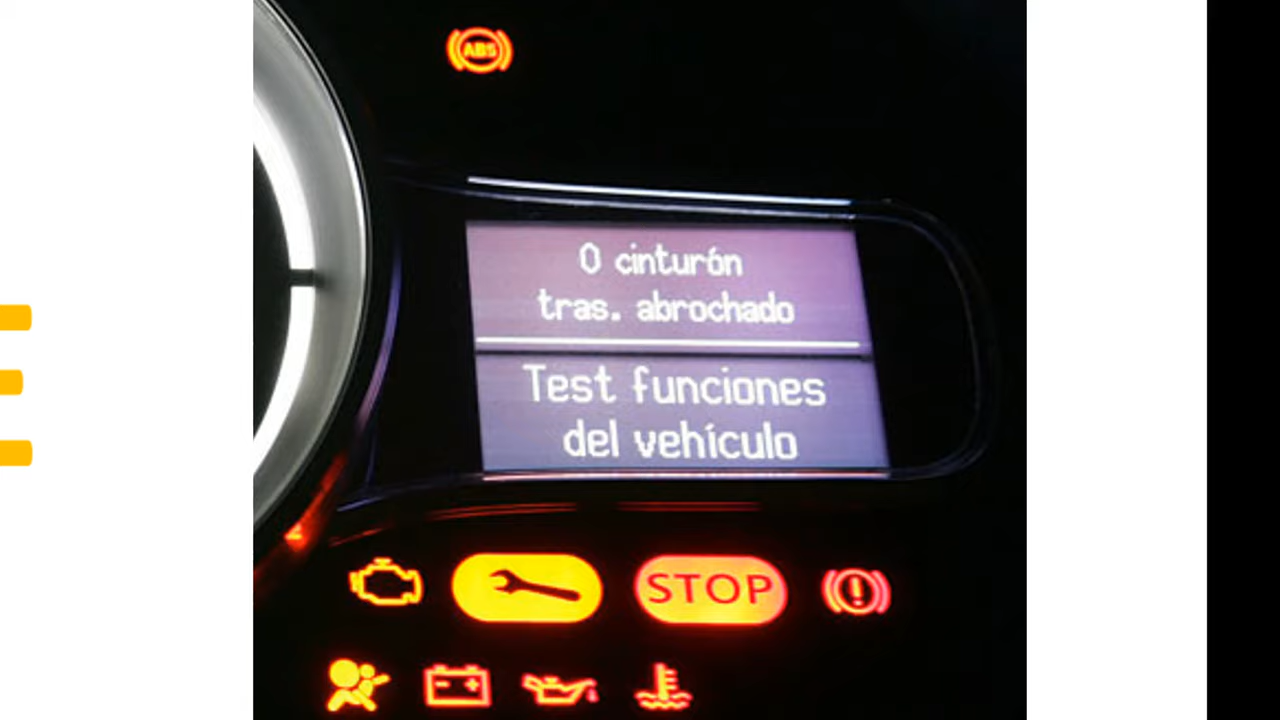 ABS
0 cinturón
tras. abrochado
Test funciones
del vehículo
STOP